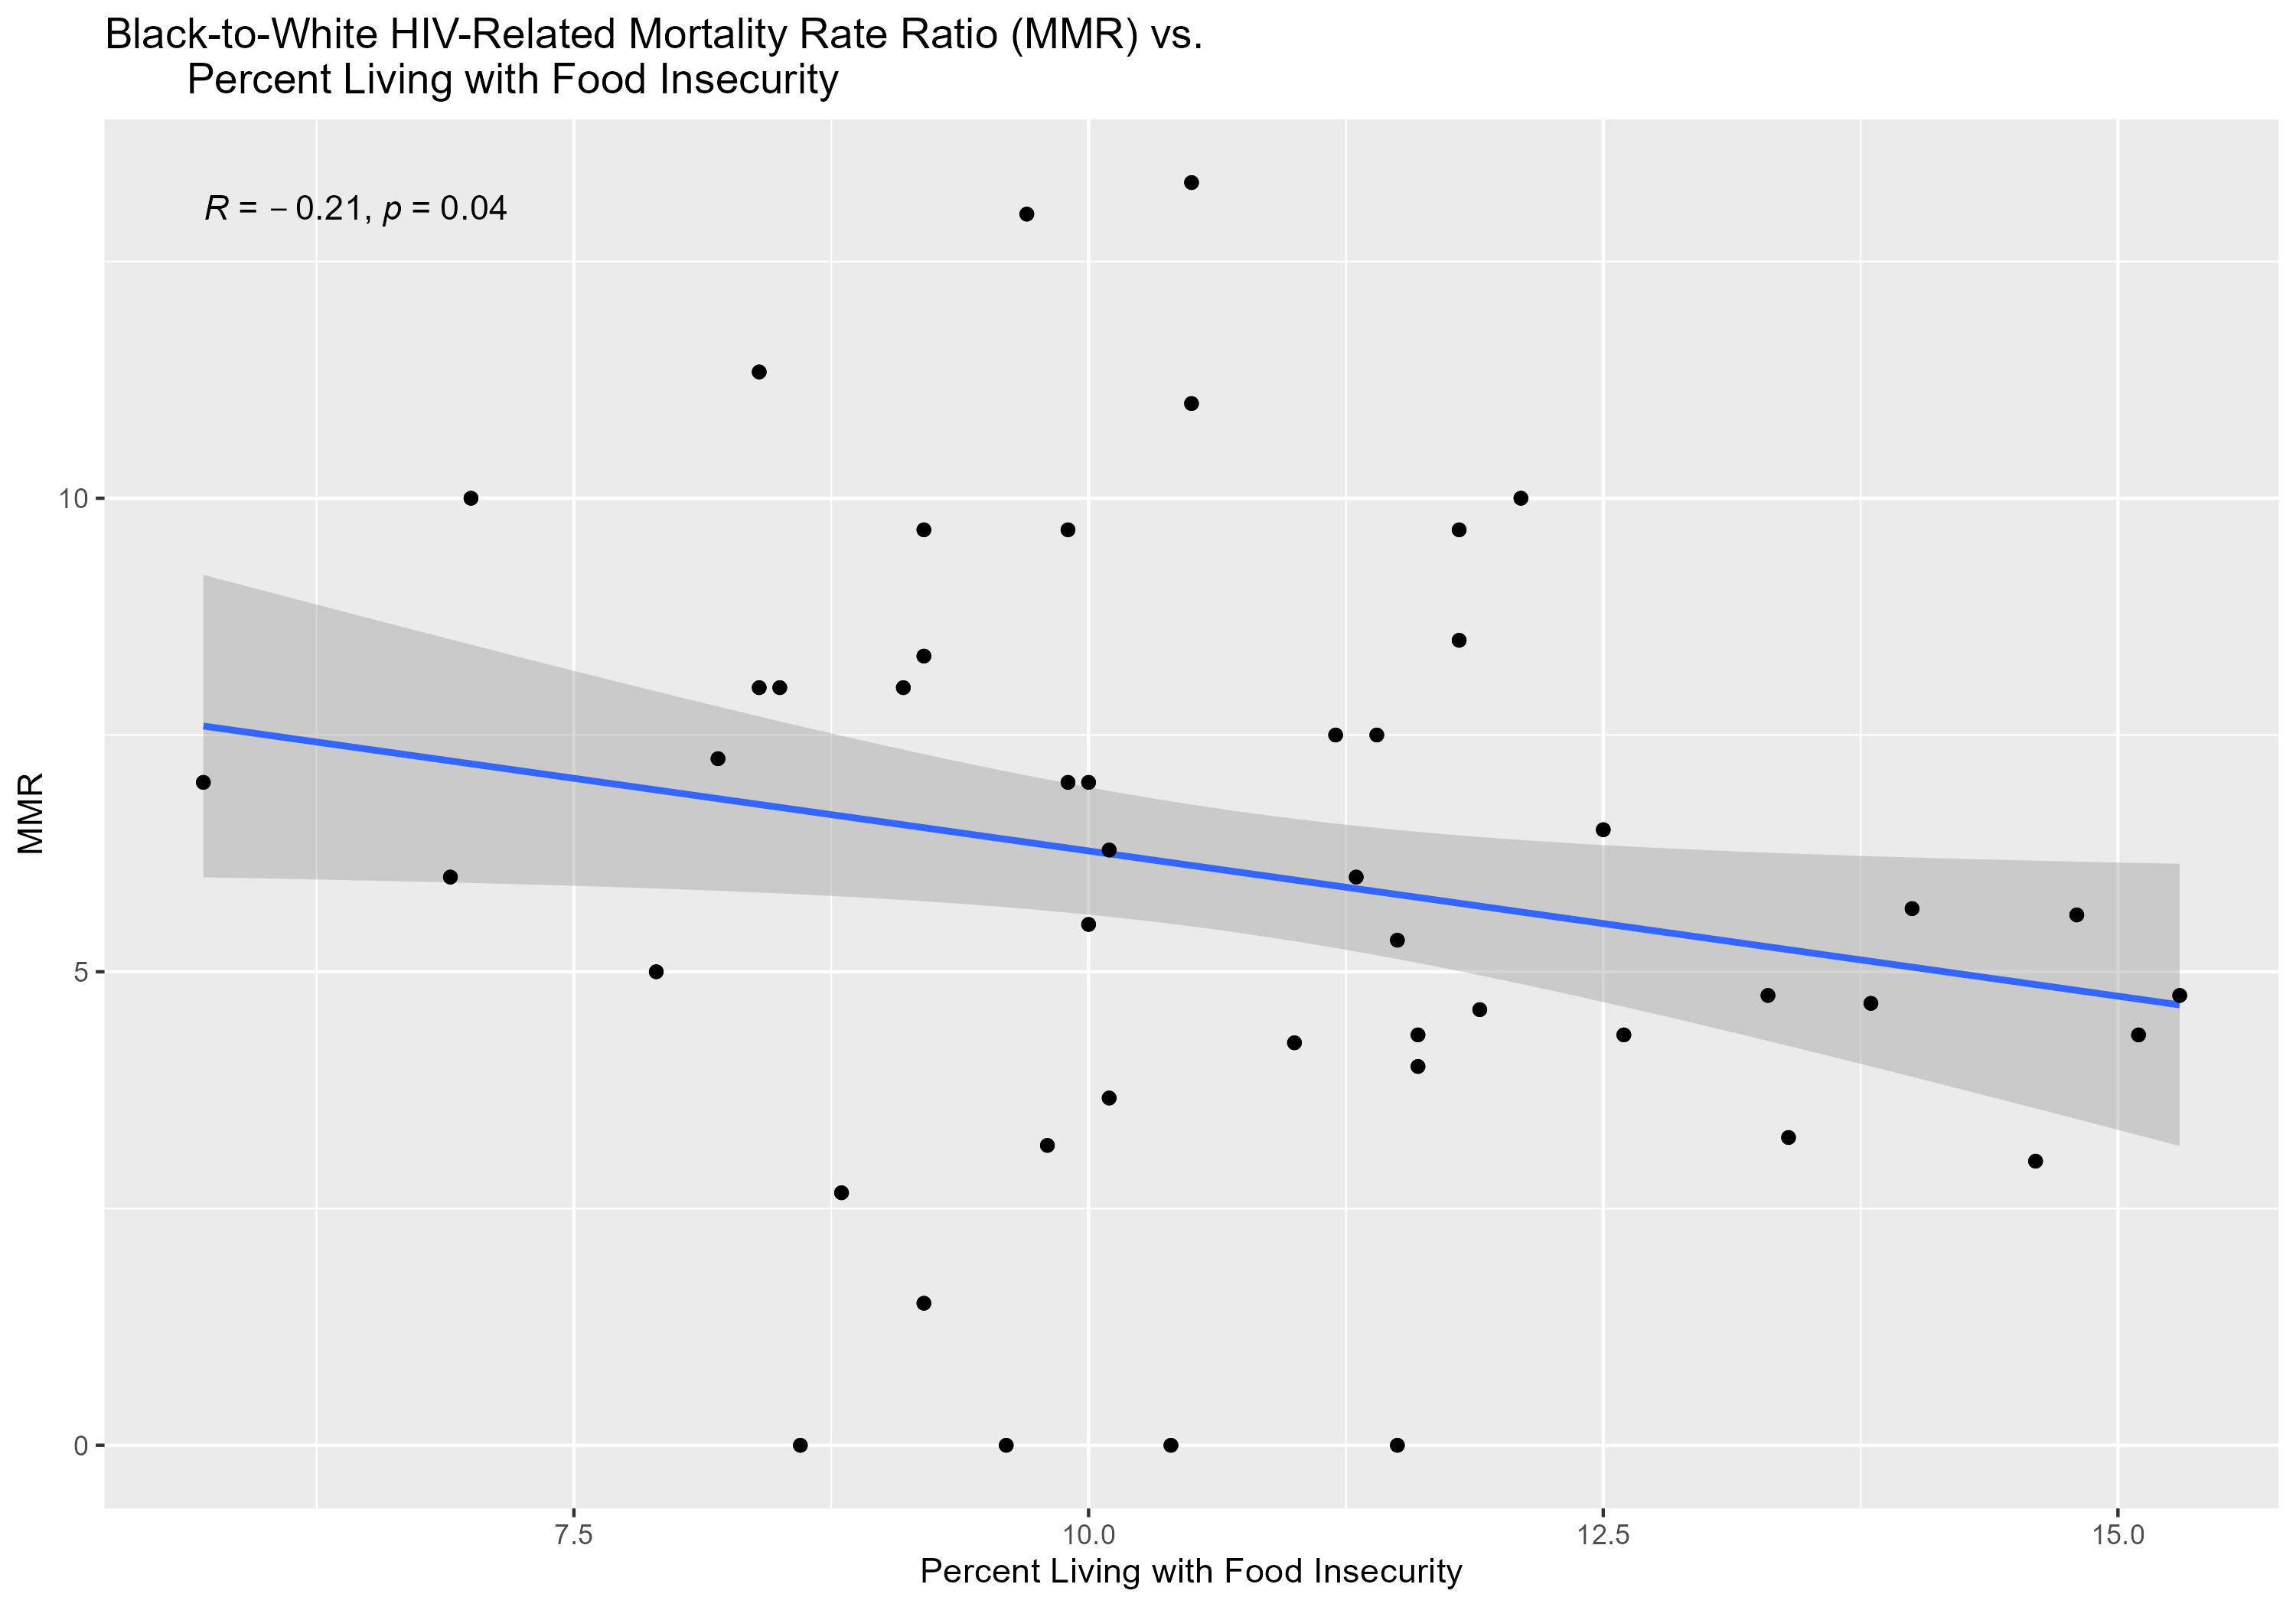 Black-to-White HIV-Related Mortality Rate Ratio (MMR) vs.
Percent Living with Food Insecurity
R = − 0.21, p = 0.04
10
5
0
MMR
7.5 10.0 12.5 15.0
Percent Living with Food Insecurity